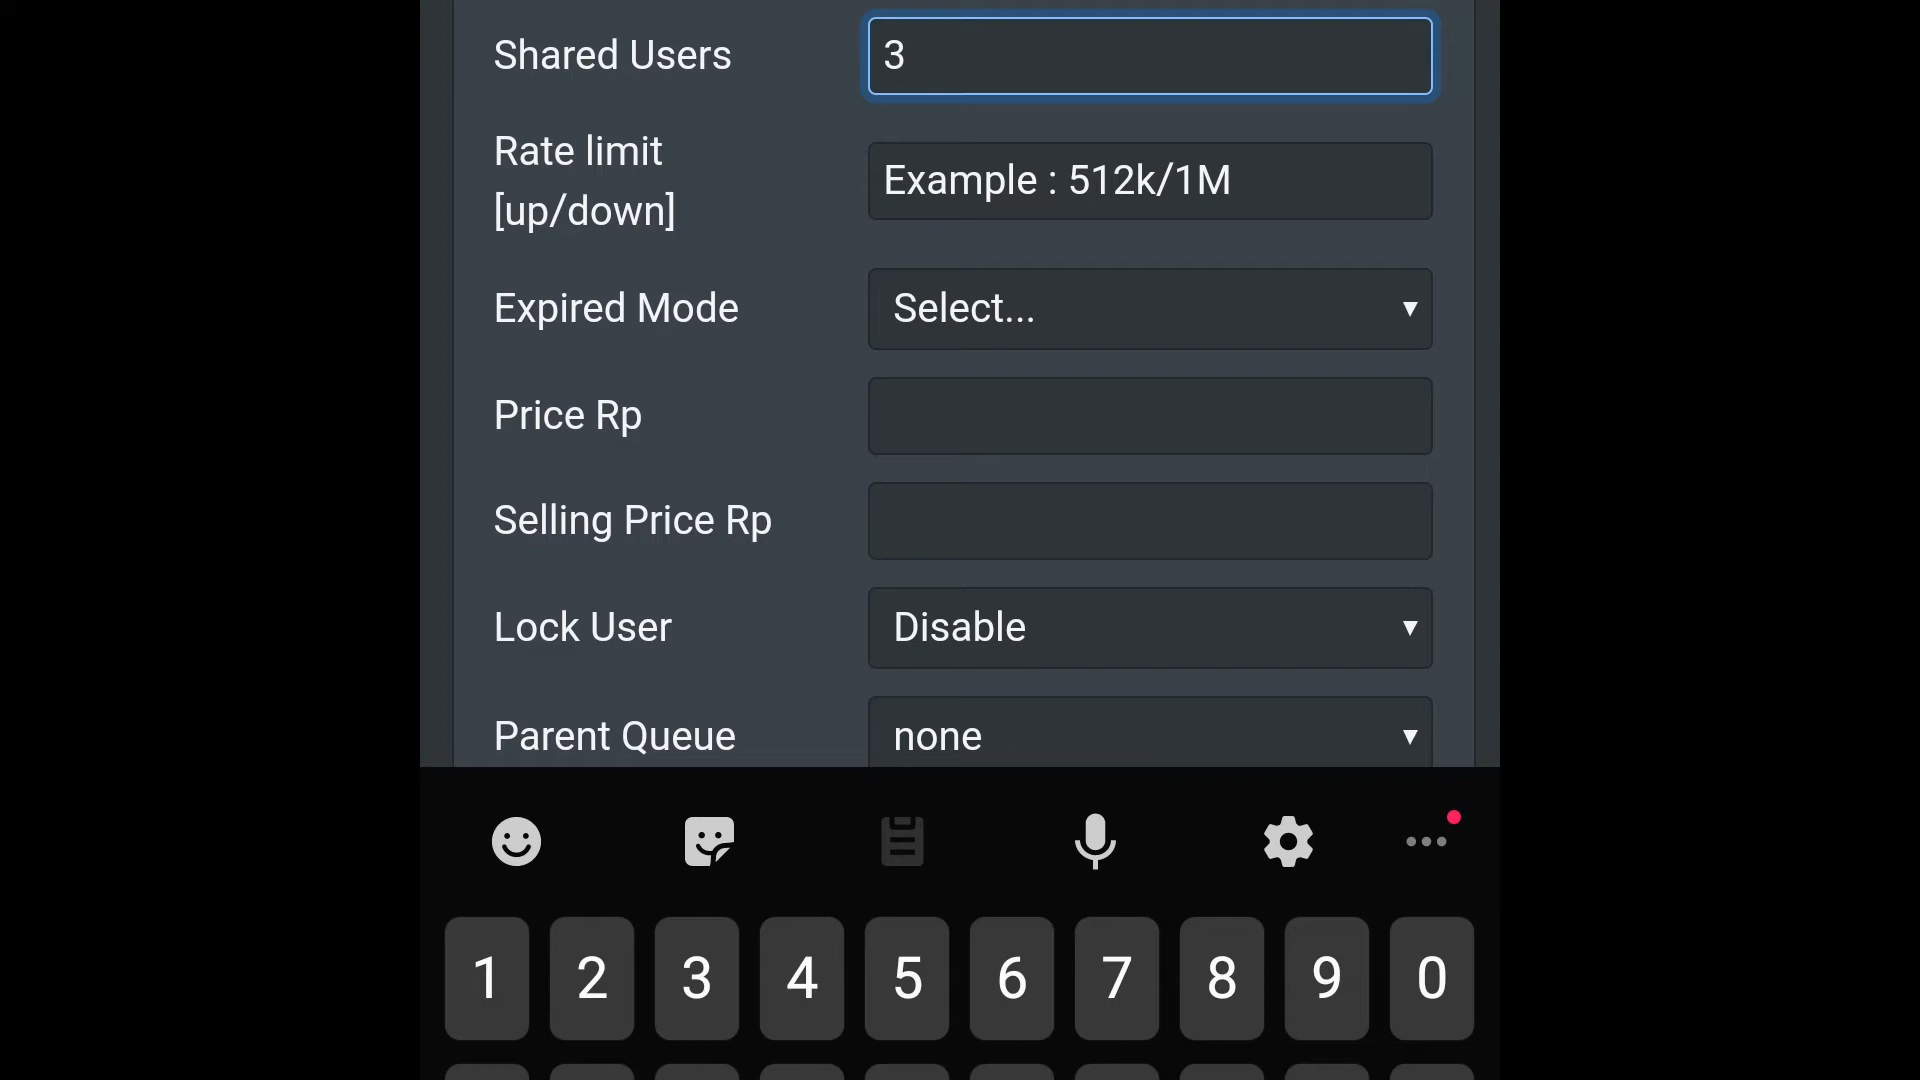 Shared Users
3
Rate limit
[up/down]
Example : 512k/1M
Expired Mode
Select...
Price Rp
Selling Price Rp
Lock User
Disable
Parent Queue
none
1 2 3 4 5 6 7 8 9 0